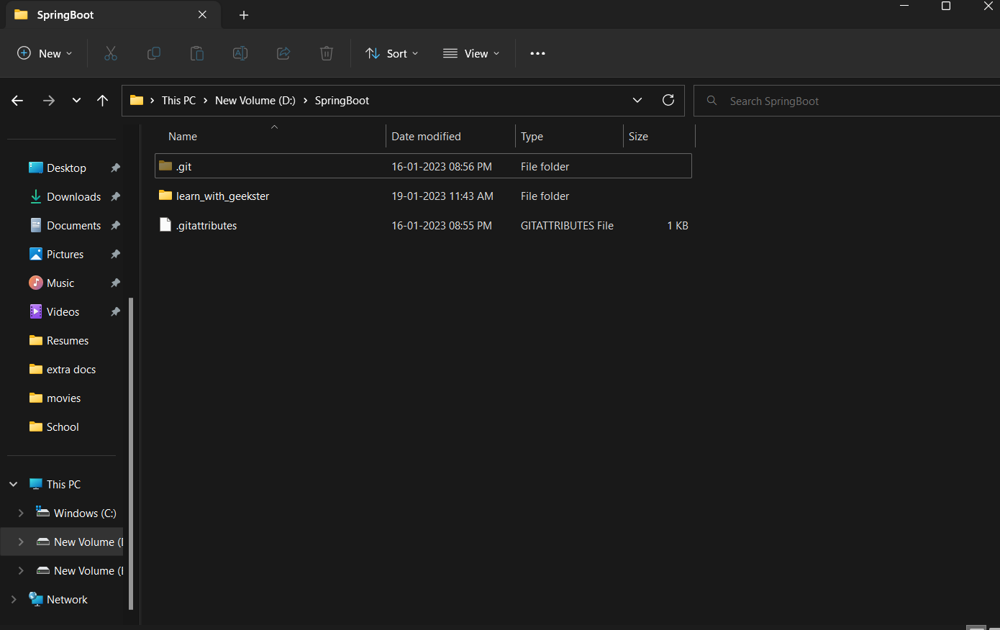 SpringBoot
New
Sort
View
This PC
New Volume (D:)
SpringBoot
Search SpringBoot
Name
Date modified
Type
Size
.git
16-01-2023 08:56 PM
File folder
learn_with_geekster
19-01-2023 11:43 AM
File folder
.gitattributes
16-01-2023 08:55 PM
GITATTRIBUTES File
1 KB
Desktop
Downloads
Documents
Pictures
Music
Videos
Resumes
extra docs
movies
School
This PC
Windows (C:)
New Volume (
New Volume (
Network